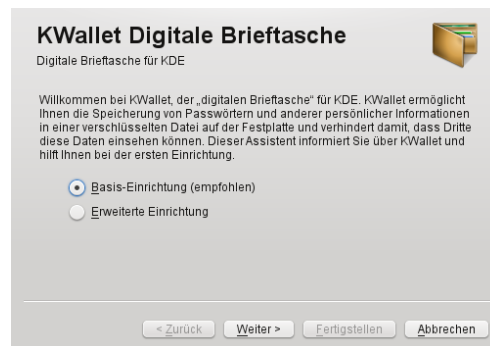 KWallet Digitale Brieftasche
Digitale Brieftasche für KDE
Willkommen bei KWallet, der „digitalen Brieftasche“ für KDE. KWallet ermöglicht
Ihnen die Speicherung von Passwörtern und anderer persönlicher Informationen
in einer verschlüsselten Datei auf der Festplatte und verhindert damit, dass Dritte
diese Daten einsehen können. Dieser Assistent informiert Sie über KWallet und
hilft Ihnen bei der ersten Einrichtung.
Basis-Einrichtung (empfohlen)
Erweiterte Einrichtung
< Zurück Weiter > Fertigstellen Abbrechen